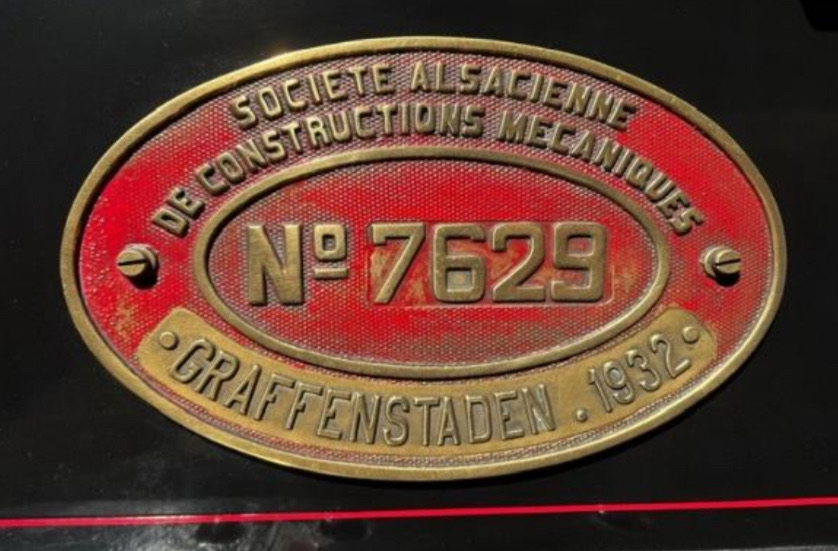 SOCIETE ALSACIENNE
DE CONSTRUCTIONS MECANIQUES
Nº 7629
· GRAFFENSTADEN . 1932 ·